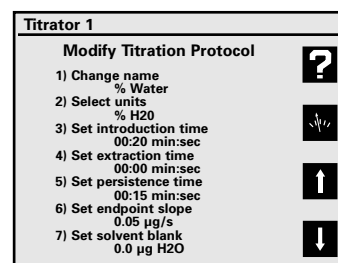 Titrator 1
Modify Titration Protocol
1) Change name
% Water
2) Select units
% H20
3) Set introduction time
00:20 min:sec
4) Set extraction time
00:00 min:sec
5) Set persistence time
00:15 min:sec
6) Set endpoint slope
0.05 µg/s
7) Set solvent blank
0.0 µg H2O
?